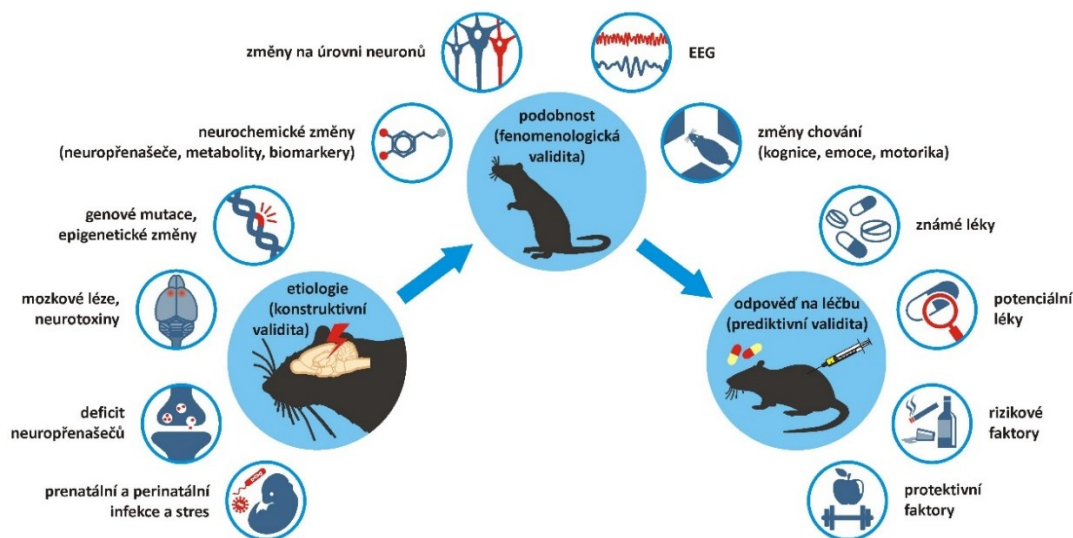 změny na úrovni neuronů
EEG
neurochemické změny
(neuropřenašeče, metabolity, biomarkery)
podobnost
(fenomenologická
validita)
změny chování
(kognice, emoce, motorika)
genové mutace,
epigenetické změny
známé léky
mozkové léze,
neurotoxiny
etiologie
(konstruktivní
validita)
odpověď na léčbu
(prediktivní validita)
potenciální
léky
deficit
neuropřenašečů
rizikové
faktory
prenatální a perinatální
infekce a stres
protektivní
faktory